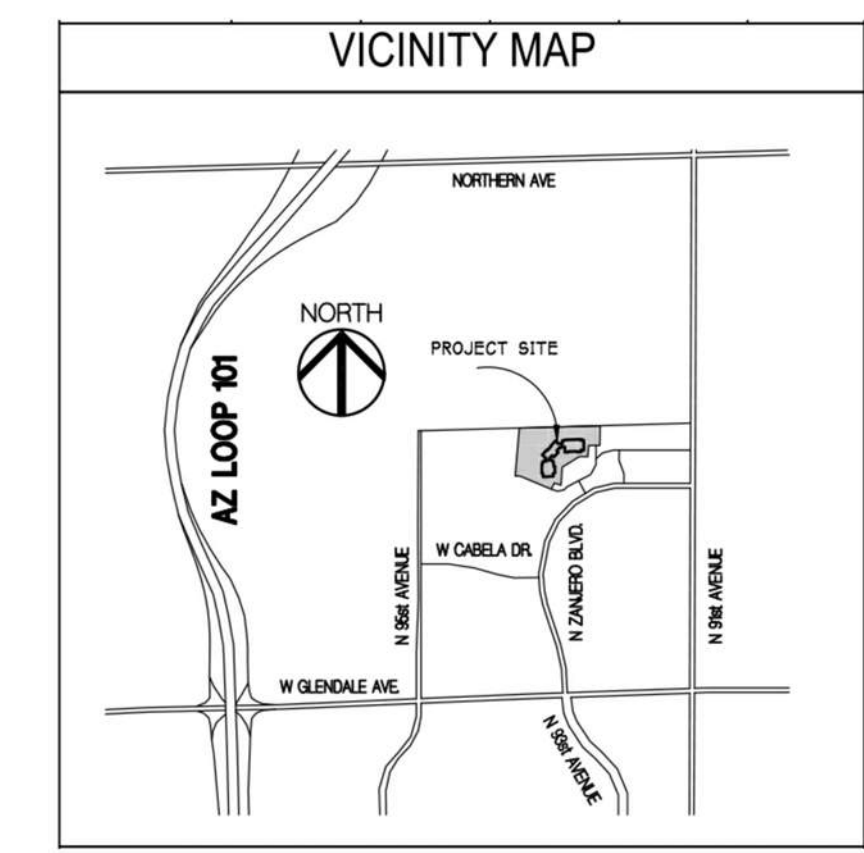 VICINITY MAP
NORTHERN AVE
NORTH
PROJECT SITE
AZ LOOP 101
W CABELA DR.
N 95st AVENUE
N ZANJERO BLVD.
N 91st AVENUE
W GLENDALE AVE.
N 93st AVENUE